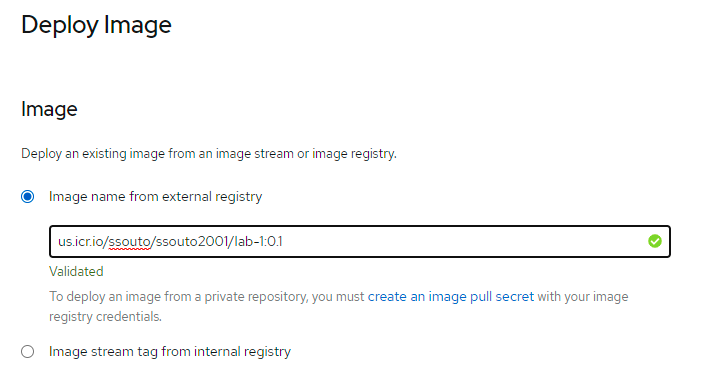 Deploy Image
Image
Deploy an existing image from an image stream or image registry.
Image name from external registry
us.icr.io/ssouto/ssouto2001/lab-1:0.1
Validated
To deploy an image from a private repository, you must create an image pull secret with your image
registry credentials.
Image stream tag from internal registry